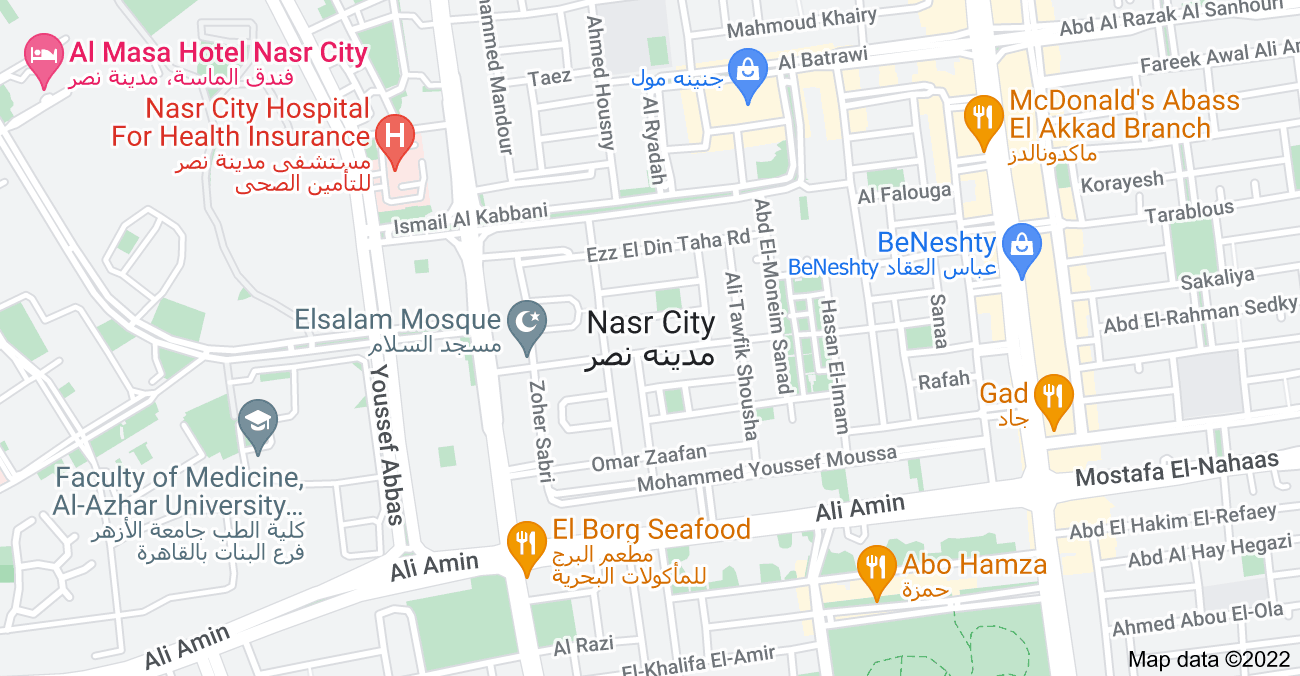 Mahmoud Khairy
Abd Al Razak Al Sanhouri
Al Masa Hotel Nasr City
فندق الماسة، مدينة نصر
Taez
Ahmed Housny
Mandour
جنينه مول
Al Batrawi
Fareek Awal Ali
Nasr City Hospital
For Health Insurance
مستشفى مدينة نصر
للتأمين الصحى
Al Ryadah
McDonald's Abass
El Akkad Branch
ماكدونالدز
Korayesh
Al Falouga
Tarablous
Ismail Al Kabbani
Ezz El Din Taha Rd
Abd El-Moneim Sanad
BeNeshty
عباس العقاد BeNeshty
Sakaliya
Abd El-Rahman Sedky
Ali Tawfik Shousha
Hasan El-Imam
Sanaa
Elsalam Mosque
مسجد السلام
Nasr City
مدينه نصر
Rafah
Gad
جاد
Youssef Abbas
Zoher Sabri
Omar Zaafan
Mohammed Youssef Moussa
Mostafa El-Nahaas
Faculty of Medicine,
Al-Azhar University...
كلية الطب جامعة الأزهر
فرع البنات بالقاهرة
Ali Amin
Abd El Hakim El-Refaey
El Borg Seafood
مطعم البرج
للمأكولات البحرية
Abd Al Hay Hegazi
Ali Amin
Abo Hamza
حمزة
Ahmed Abou El-Ola
Ali Amin
Al Razi
El-Khalifa El-Amir
Map data ©2022